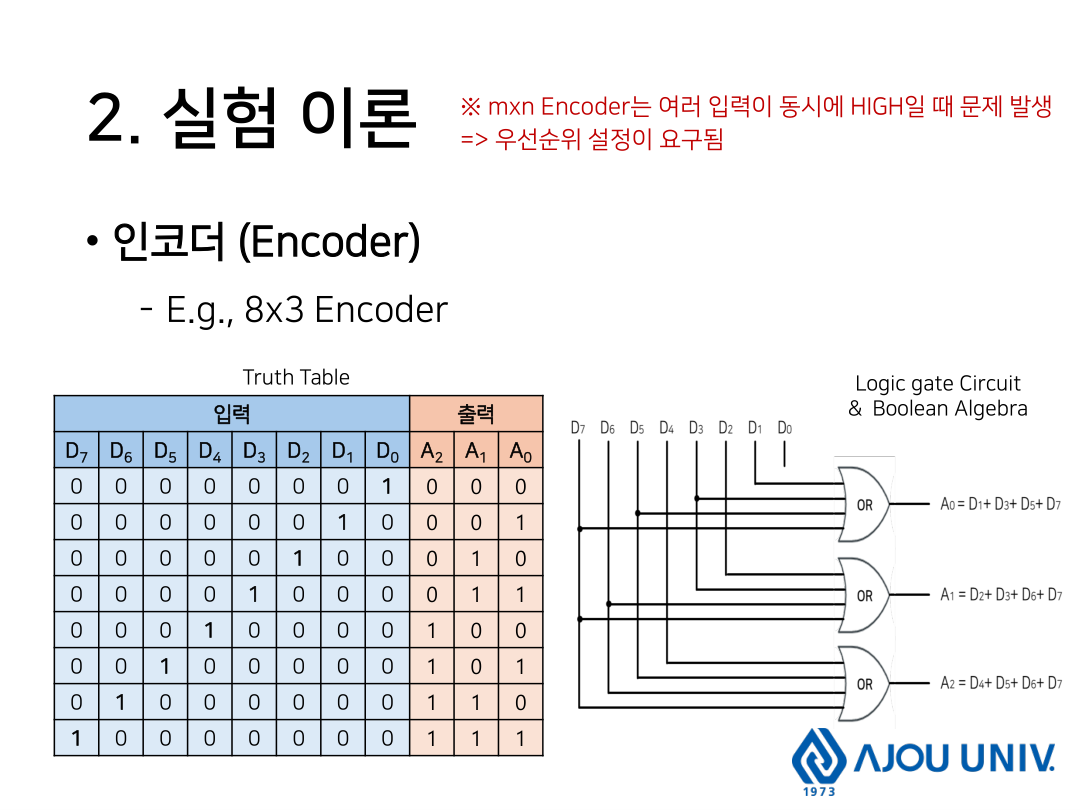 2. 실험 이론
※ mxn Encoder는 여러 입력이 동시에 HIGH일 때 문제 발생
=> 우선순위 설정이 요구됨
• 인코더 (Encoder)
- E.g., 8x3 Encoder
Truth Table
입력 출력
D₇ D₆ D₅ D₄ D₃ D₂ D₁ D₀ A₂ A₁ A₀
0 0 0 0 0 0 0 1 0 0 0
0 0 0 0 0 0 1 0 0 0 1
0 0 0 0 0 1 0 0 0 1 0
0 0 0 0 1 0 0 0 0 1 1
0 0 0 1 0 0 0 0 1 0 0
0 0 1 0 0 0 0 0 1 0 1
0 1 0 0 0 0 0 0 1 1 0
1 0 0 0 0 0 0 0 1 1 1
Logic gate Circuit
& Boolean Algebra
D₇ D₆ D₅ D₄ D₃ D₂ D₁ D₀
OR A₀ = D₁+ D₃+ D₅+ D₇
OR A₁ = D₂+ D₃+ D₆+ D₇
OR A₂ = D₄+ D₅+ D₆+ D₇
AJOU UNIV.
1973